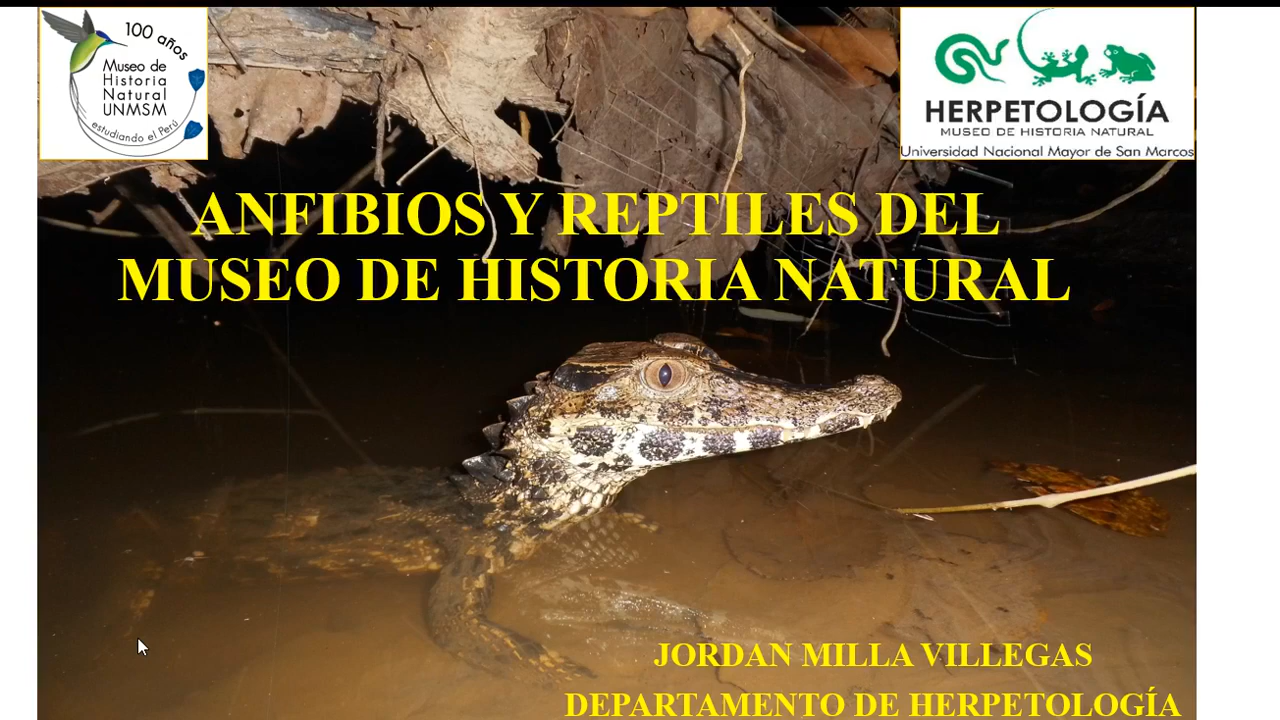 100 años
Museo de
Historia
Natural
UNMSM
estudiando el Perú
HERPETOLOGÍA
MUSEO DE HISTORIA NATURAL
Universidad Nacional Mayor de San Marcos
ANFIBIOS Y REPTILES DEL
MUSEO DE HISTORIA NATURAL
JORDAN MILLA VILLEGAS
DEPARTAMENTO DE HERPETOLOGÍA